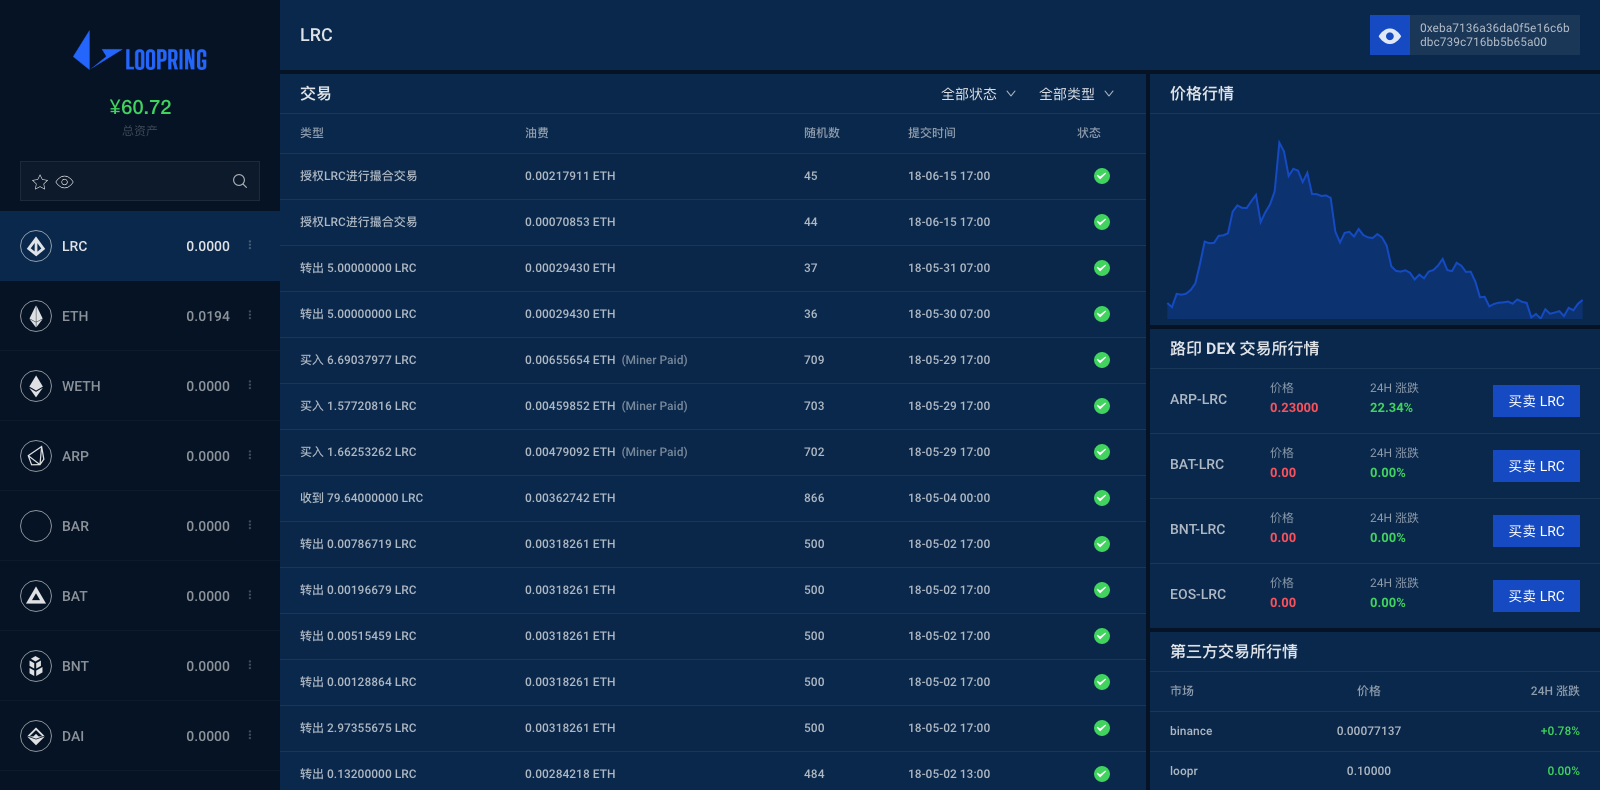 LOOPRING
¥60.72
总资产
LRC 0.0000
ETH 0.0194
WETH 0.0000
ARP 0.0000
BAR 0.0000
BAT 0.0000
BNT 0.0000
DAI 0.0000
LRC
0xeba7136a36da0f5e16c6b
dbc739c716bb5b65a00
交易 全部状态 全部类型
类型 油费 随机数 提交时间 状态
授权LRC进行撮合交易 0.00217911 ETH 45 18-06-15 17:00
授权LRC进行撮合交易 0.00070853 ETH 44 18-06-15 17:00
转出 5.00000000 LRC 0.00029430 ETH 37 18-05-31 07:00
转出 5.00000000 LRC 0.00029430 ETH 36 18-05-30 07:00
买入 6.69037977 LRC 0.00655654 ETH (Miner Paid) 709 18-05-29 17:00
买入 1.57720816 LRC 0.00459852 ETH (Miner Paid) 703 18-05-29 17:00
买入 1.66253262 LRC 0.00479092 ETH (Miner Paid) 702 18-05-29 17:00
收到 79.64000000 LRC 0.00362742 ETH 866 18-05-04 00:00
转出 0.00786719 LRC 0.00318261 ETH 500 18-05-02 17:00
转出 0.00196679 LRC 0.00318261 ETH 500 18-05-02 17:00
转出 0.00515459 LRC 0.00318261 ETH 500 18-05-02 17:00
转出 0.00128864 LRC 0.00318261 ETH 500 18-05-02 17:00
转出 2.97355675 LRC 0.00318261 ETH 500 18-05-02 17:00
转出 0.13200000 LRC 0.00284218 ETH 484 18-05-02 13:00
价格行情
路印 DEX 交易所行情
ARP-LRC 价格 24H 涨跌 买卖 LRC
0.23000 22.34%
BAT-LRC 价格 24H 涨跌 买卖 LRC
0.00 0.00%
BNT-LRC 价格 24H 涨跌 买卖 LRC
0.00 0.00%
EOS-LRC 价格 24H 涨跌 买卖 LRC
0.00 0.00%
第三方交易所行情
市场 价格 24H 涨跌
binance 0.00077137 +0.78%
loopr 0.10000 0.00%